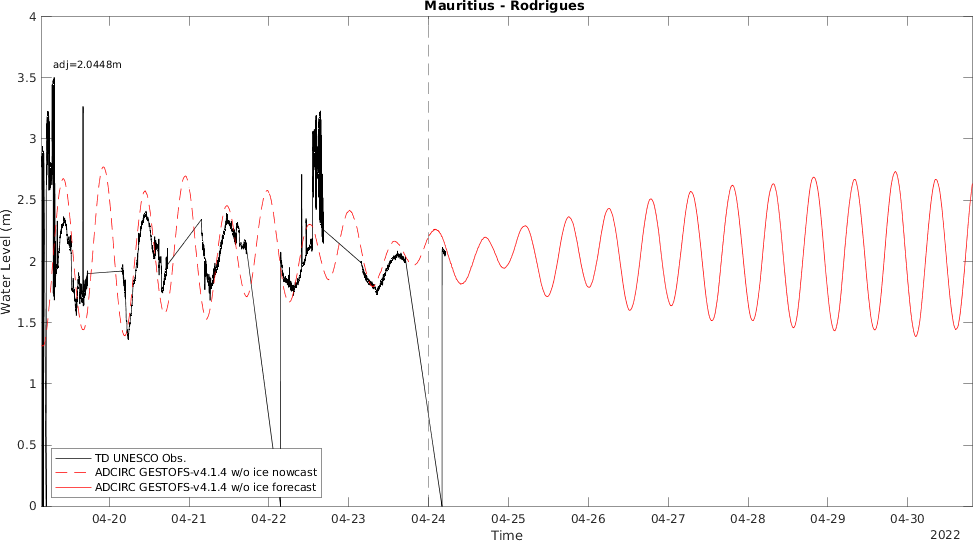 Mauritius - Rodrigues
adj=2.0448m
Water Level (m)
4
3.5
3
2.5
2
1.5
1
0.5
0
TD UNESCO Obs.
ADCIRC GESTOFS-v4.1.4 w/o ice nowcast
ADCIRC GESTOFS-v4.1.4 w/o ice forecast
04-20 04-21 04-22 04-23 04-24 04-25 04-26 04-27 04-28 04-29 04-30
Time
2022